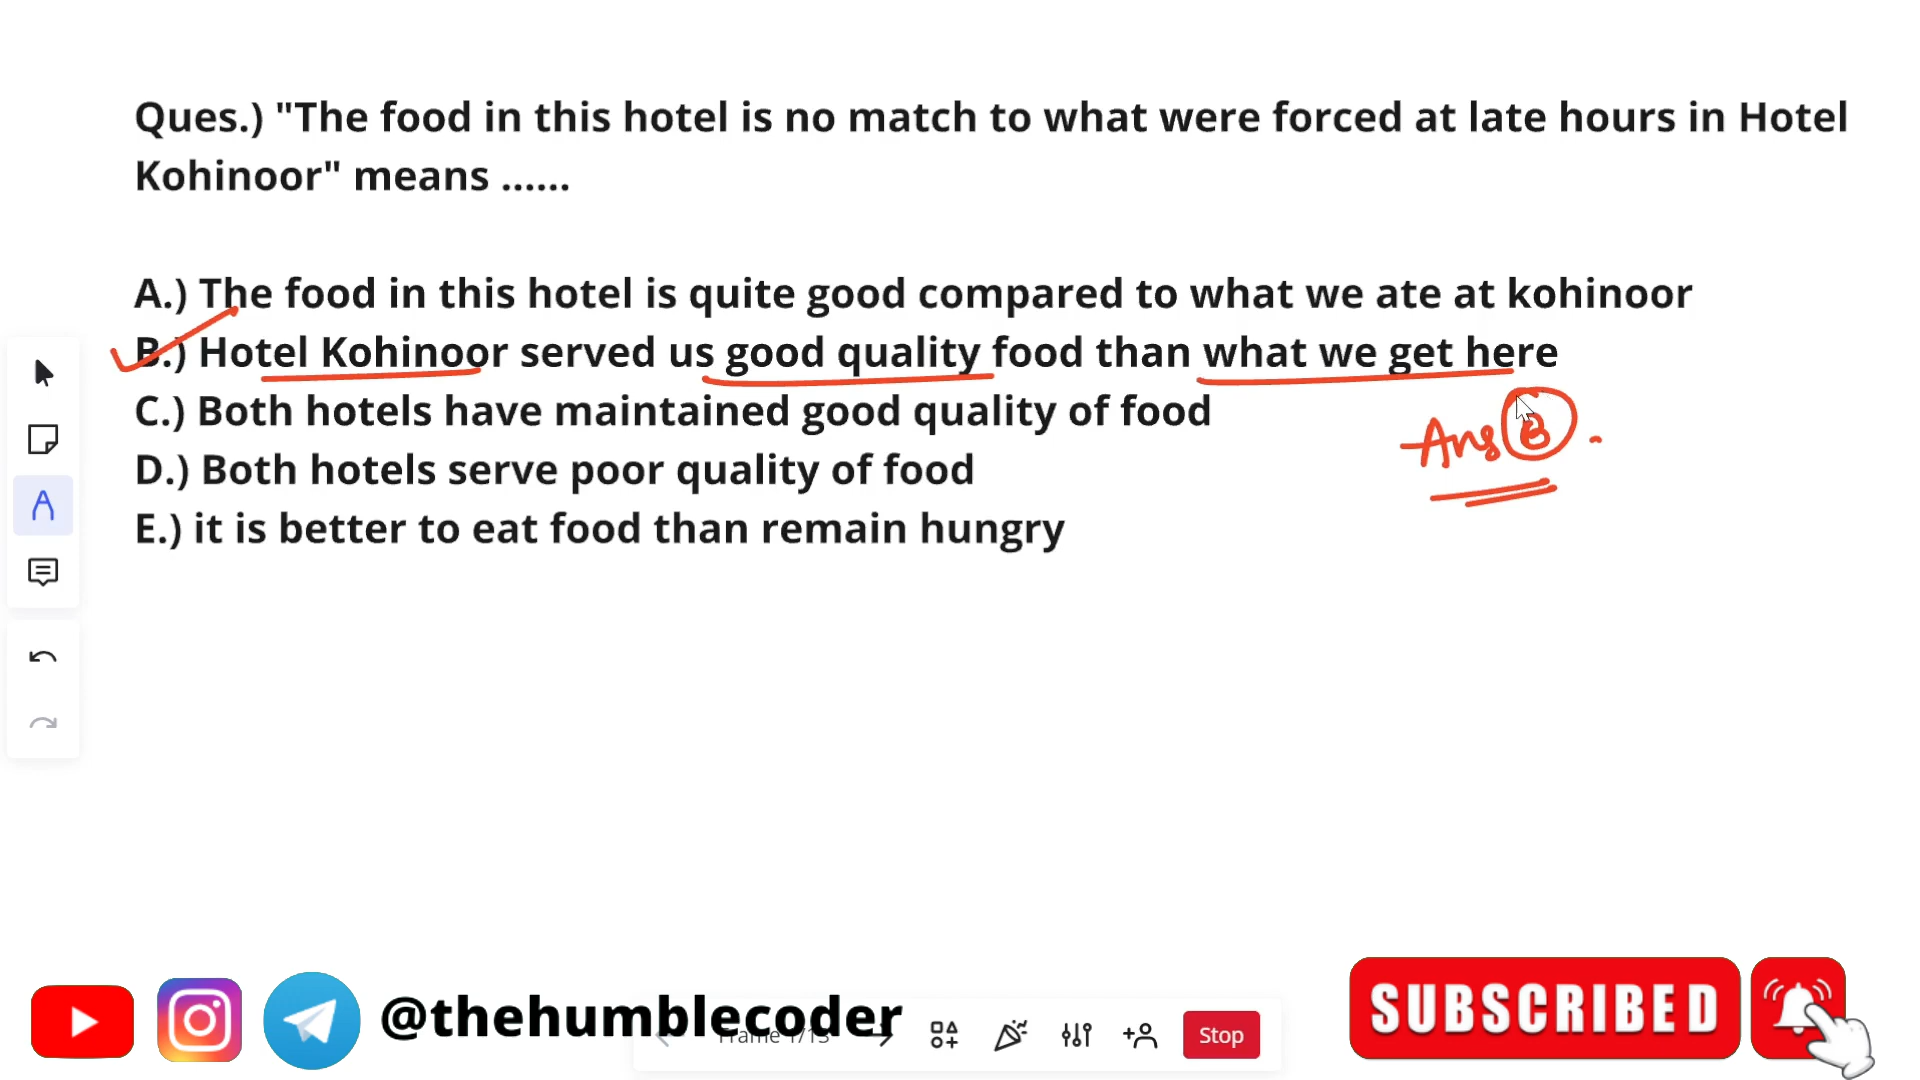 Ques.) "The food in this hotel is no match to what were forced at late hours in Hotel
Kohinoor" means ......
A.) The food in this hotel is quite good compared to what we ate at kohinoor
B.) Hotel Kohinoor served us good quality food than what we get here
C.) Both hotels have maintained good quality of food
Ans B .
D.) Both hotels serve poor quality of food
E.) it is better to eat food than remain hungry
@thehumblecoder
Frame 1/13
Stop
SUBSCRIBED